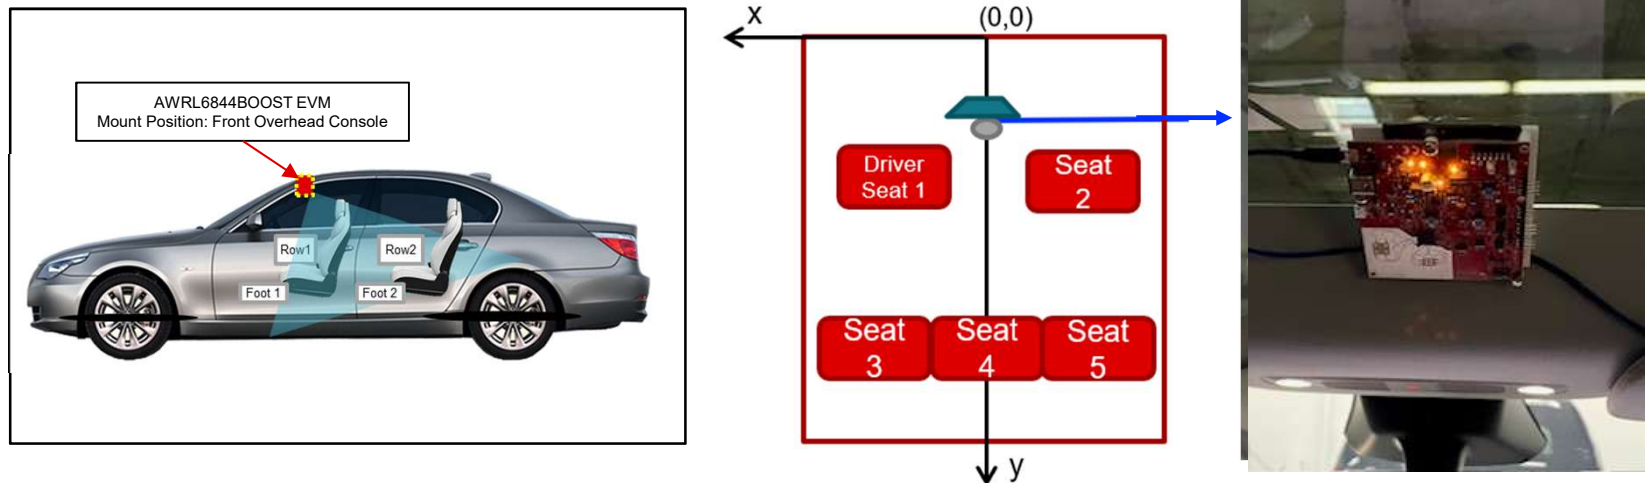 AWRL6844BOOST EVM
Mount Position: Front Overhead Console
Row1
Row2
Foot 1
Foot 2
x
(0,0)
Driver
Seat 1
Seat
2
Seat
3
Seat
4
Seat
5
y